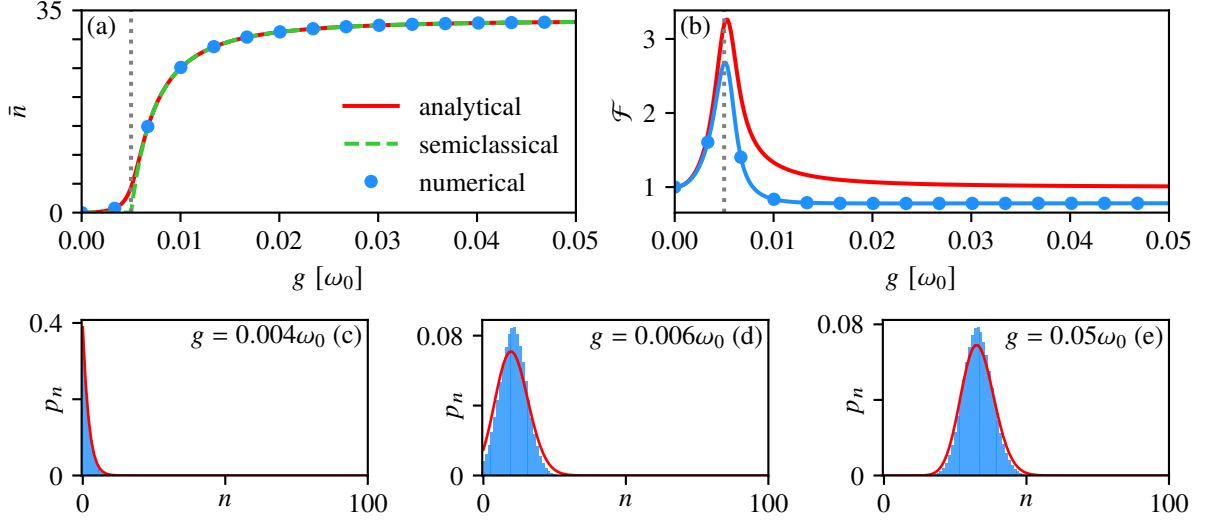 35
(a)
n̄
analytical
semiclassical
numerical
0
0.00 0.01 0.02 0.03 0.04 0.05
g [ω₀]
(b)
3
ℱ
2
1
0.00 0.01 0.02 0.03 0.04 0.05
g [ω₀]
0.4
g = 0.004ω₀ (c)
pₙ
0
0 n 100
0.08
g = 0.006ω₀ (d)
pₙ
0
0 n 100
0.08
g = 0.05ω₀ (e)
pₙ
0
0 n 100